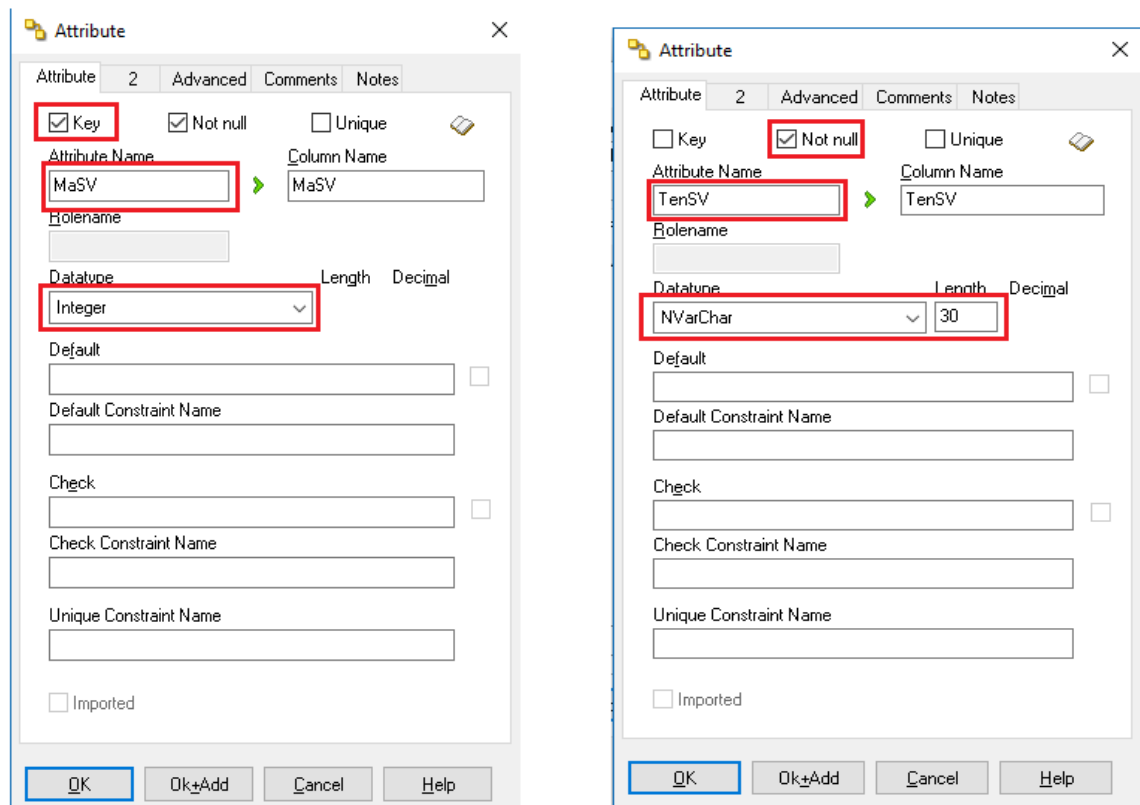 Attribute
Attribute 2 Advanced Comments Notes
Key Not null Unique
Attribute Name Column Name
MaSV MaSV
Rolename
Datatype Length Decimal
Integer
Default
Default Constraint Name
Check
Check Constraint Name
Unique Constraint Name
Imported
OK Ok+Add Cancel Help
Attribute
Attribute 2 Advanced Comments Notes
Key Not null Unique
Attribute Name Column Name
TenSV TenSV
Rolename
Datatype Length Decimal
NVarChar 30
Default
Default Constraint Name
Check
Check Constraint Name
Unique Constraint Name
Imported
OK Ok+Add Cancel Help